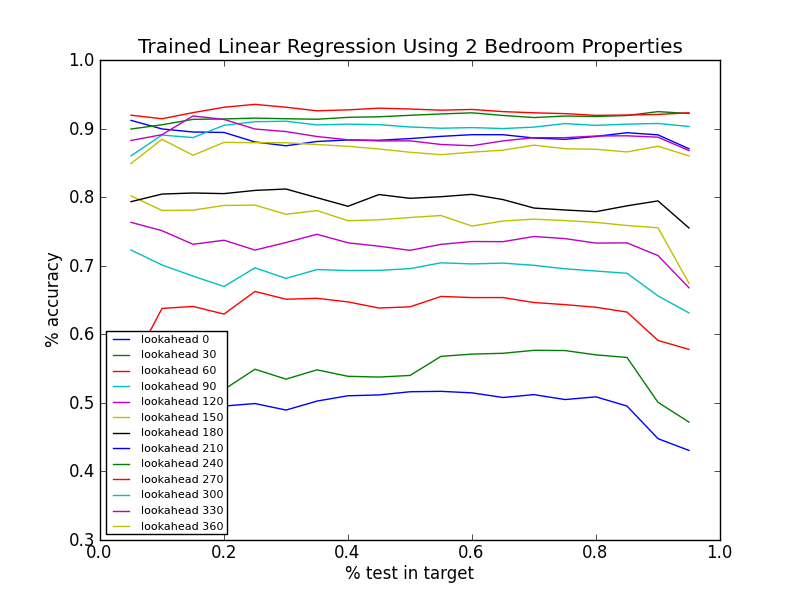 Trained Linear Regression Using 2 Bedroom Properties
1.0
0.9
0.8
0.7
0.6
0.5
0.4
0.3
% accuracy
lookahead 0
lookahead 30
lookahead 60
lookahead 90
lookahead 120
lookahead 150
lookahead 180
lookahead 210
lookahead 240
lookahead 270
lookahead 300
lookahead 330
lookahead 360
0.0 0.2 0.4 0.6 0.8 1.0
% test in target